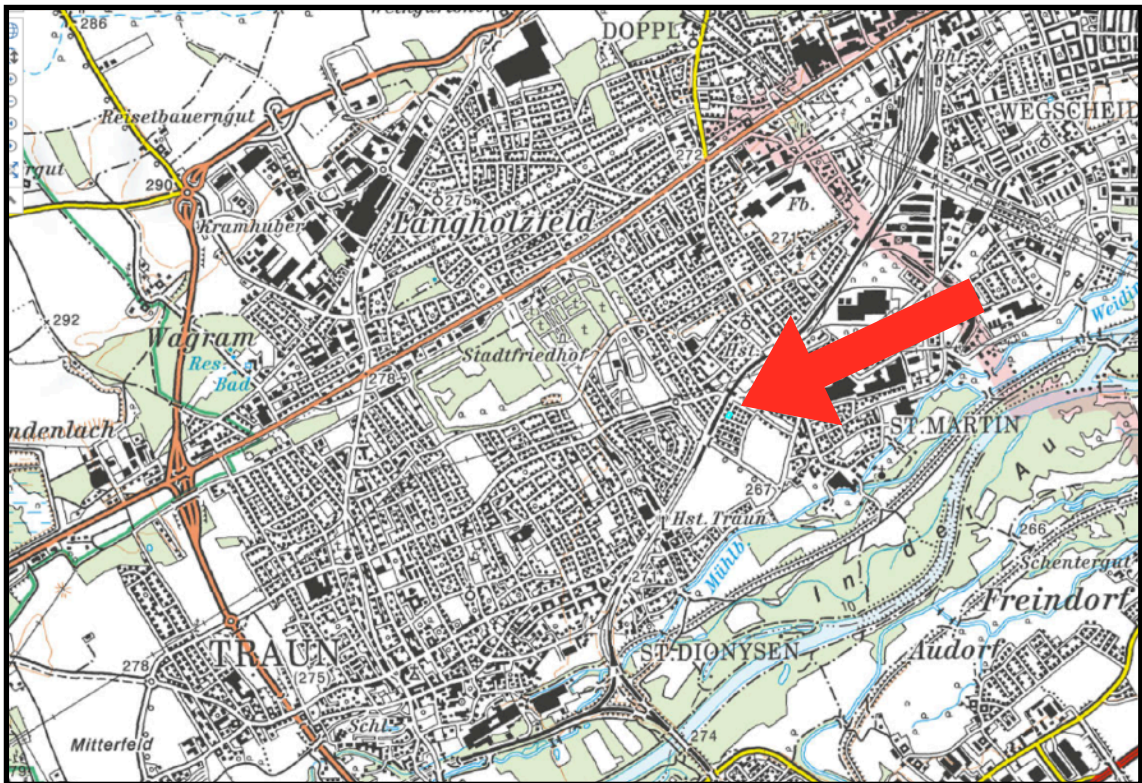 286
Weingartshof
DOPPL
Bhf.
WEGSCHEID
Reisetbauerngut
290
272
275
Fb.
Kramhuber
Langholzfeld
271
292
Wagram
Res.
Bad
Stadtfriedhof
Hst.
278
ST. MARTIN
267
Hst. Traun
Mühlb
In der Au
266
Schentergut
10
271
Freindorf
TRAUN
ST. DIONYSEN
Audorf
278
(275)
Schl.
274
Mitterfeld